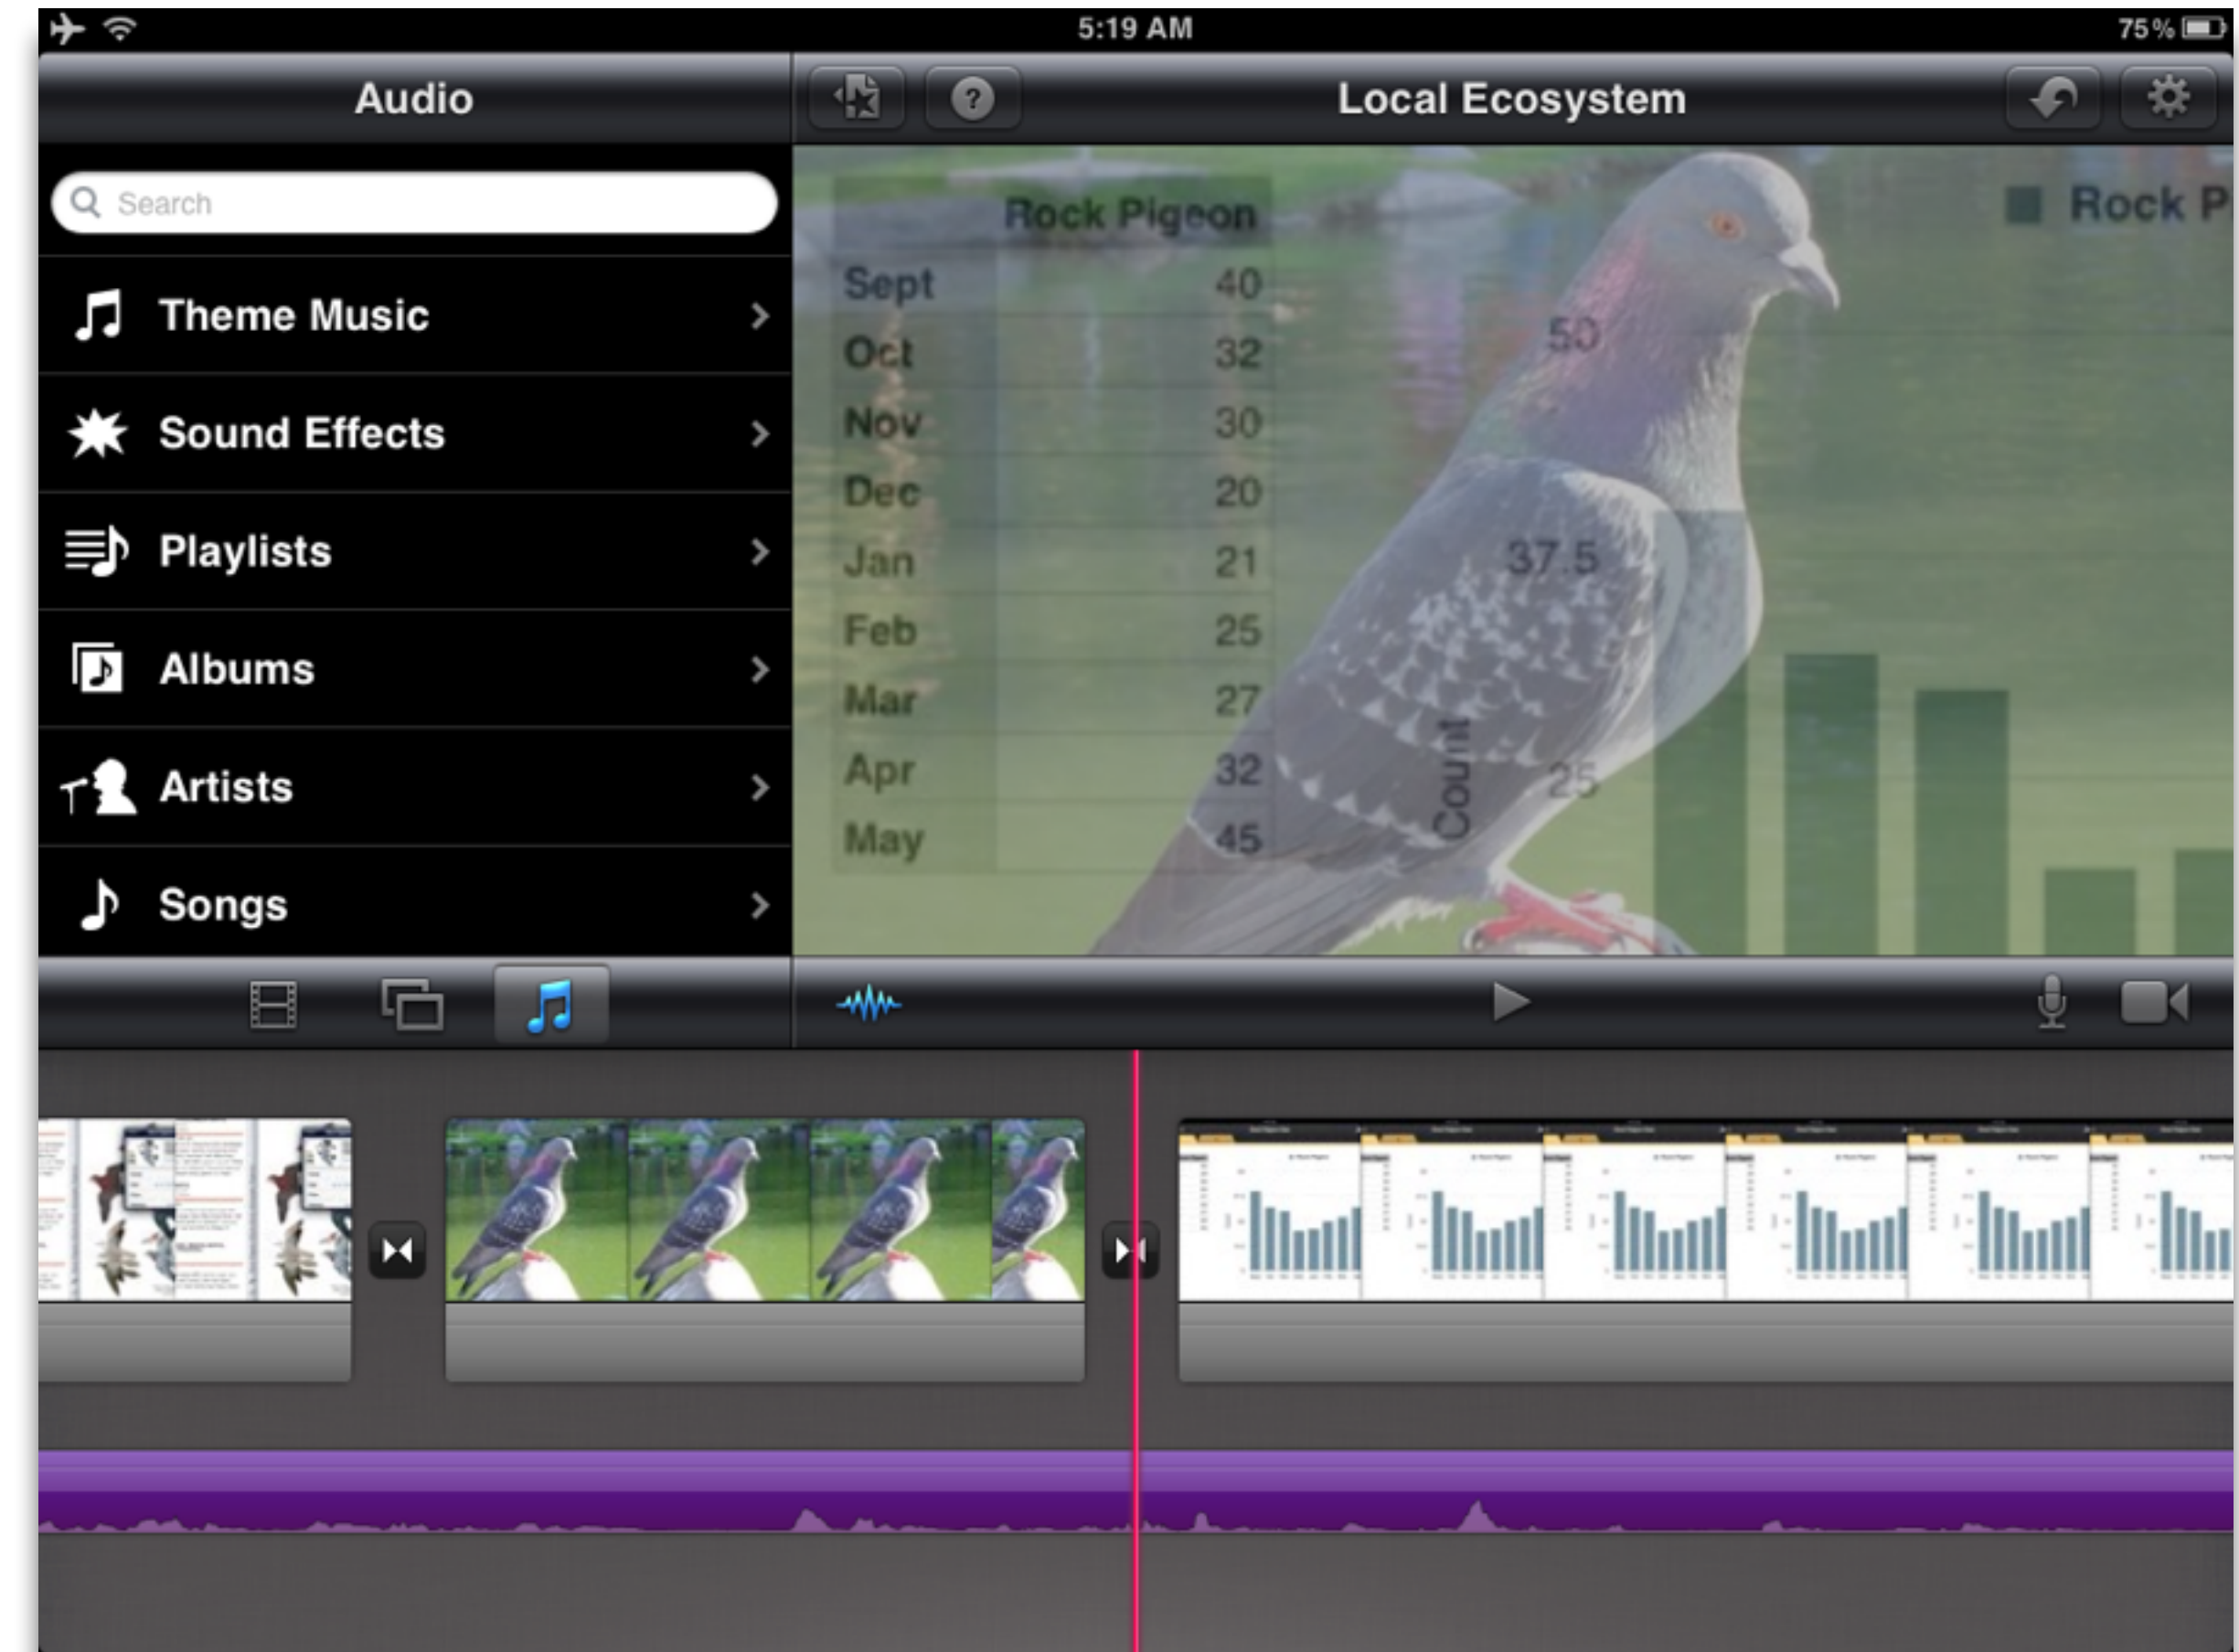 5:19 AM
75%
Audio
?
Local Ecosystem
Search
Theme Music
Sound Effects
Playlists
Albums
Artists
Songs
Rock Pigeon
Sept 40
Oct 32
Nov 30
Dec 20
Jan 21
Feb 25
Mar 27
Apr 32
May 45
Rock P
50
37.5
25
Count